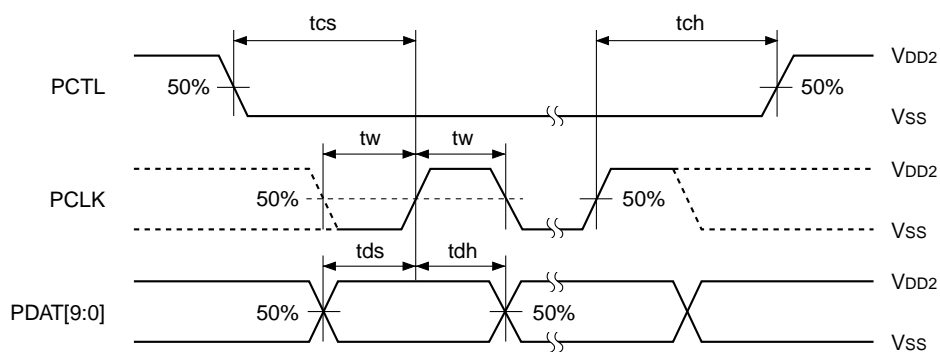 tcs tch
VDD2
PCTL 50% 50%
VSS
tw tw
VDD2
PCLK 50% 50%
VSS
tds tdh
VDD2
PDAT[9:0] 50% 50%
VSS